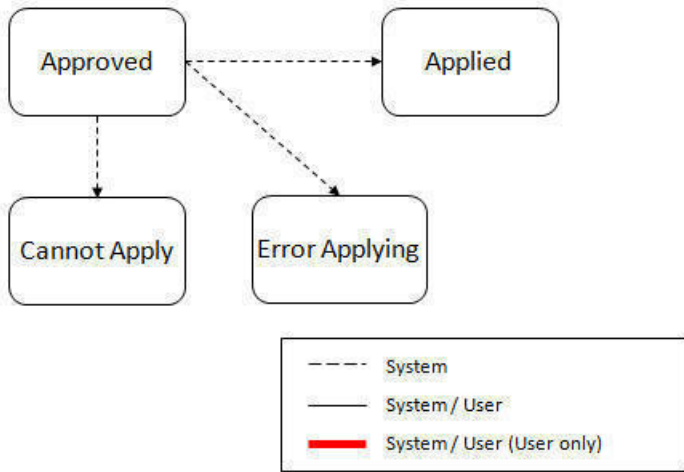 Approved
Applied
Cannot Apply
Error Applying
System
System / User
System / User (User only)